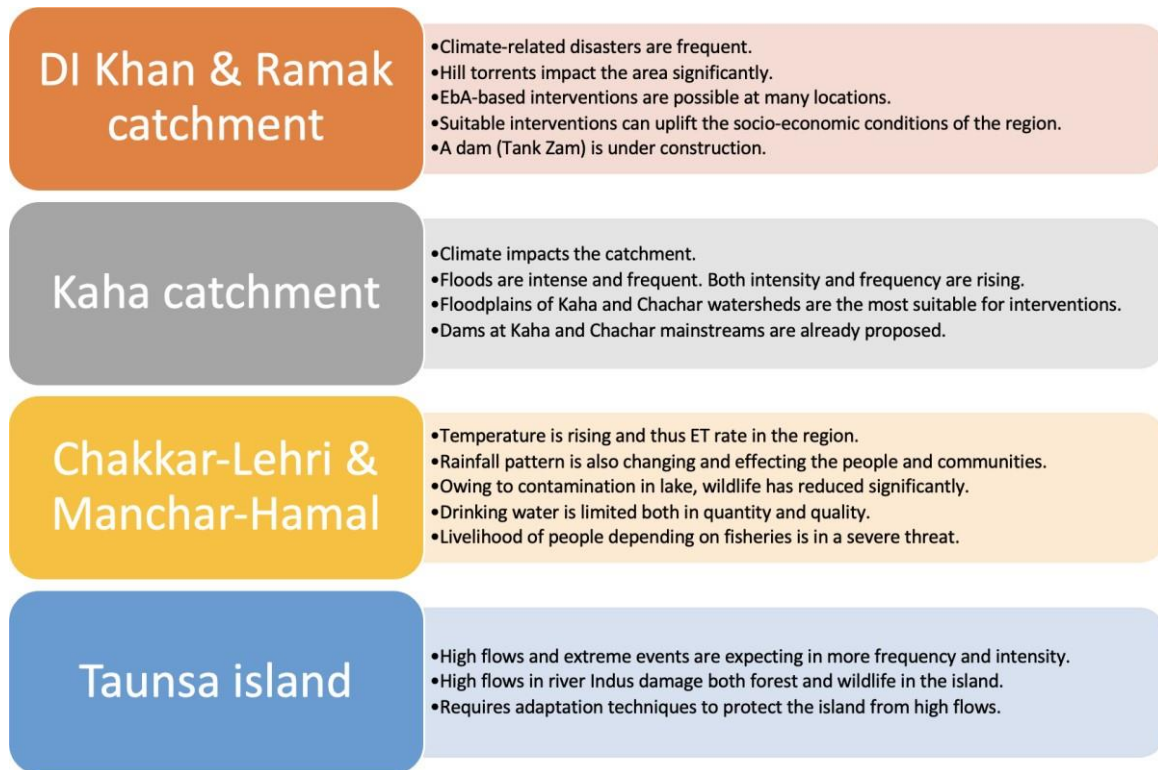 DI Khan & Ramak
catchment
•Climate-related disasters are frequent.
•Hill torrents impact the area significantly.
•EbA-based interventions are possible at many locations.
•Suitable interventions can uplift the socio-economic conditions of the region.
•A dam (Tank Zam) is under construction.
Kaha catchment
•Climate impacts the catchment.
•Floods are intense and frequent. Both intensity and frequency are rising.
•Floodplains of Kaha and Chachar watersheds are the most suitable for interventions.
•Dams at Kaha and Chachar mainstreams are already proposed.
Chakkar-Lehri &
Manchar-Hamal
•Temperature is rising and thus ET rate in the region.
•Rainfall pattern is also changing and effecting the people and communities.
•Owing to contamination in lake, wildlife has reduced significantly.
•Drinking water is limited both in quantity and quality.
•Livelihood of people depending on fisheries is in a severe threat.
Taunsa island
•High flows and extreme events are expecting in more frequency and intensity.
•High flows in river Indus damage both forest and wildlife in the island.
•Requires adaptation techniques to protect the island from high flows.